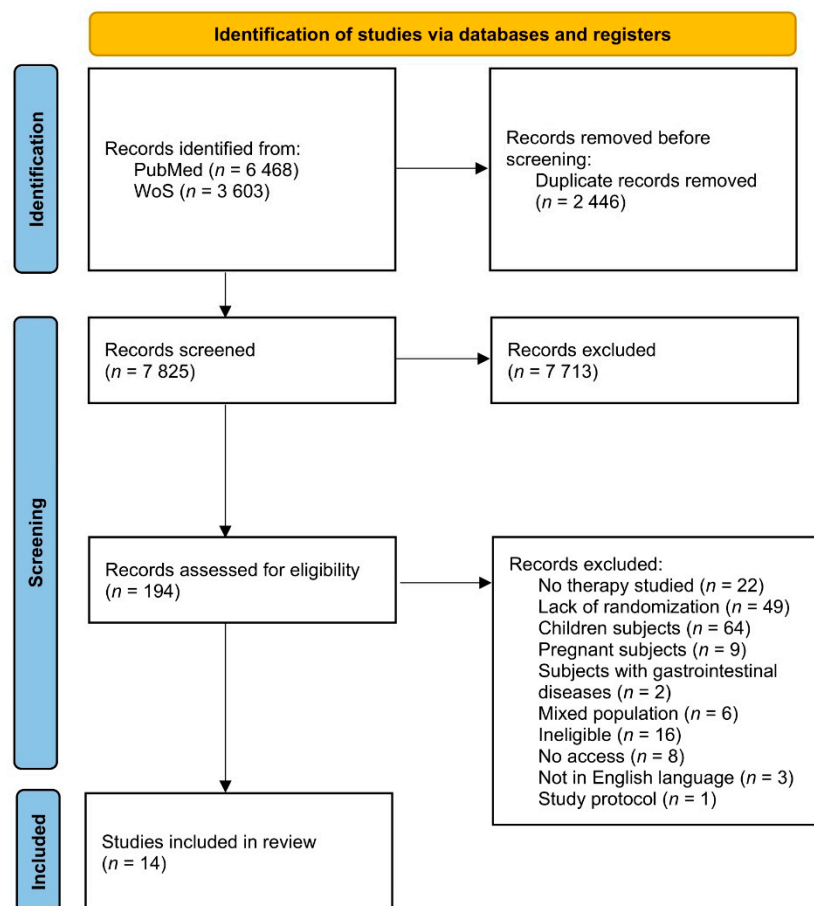 Identification of studies via databases and registers
Identification
Records identified from:
PubMed (n = 6 468)
WoS (n = 3 603)
Records removed before
screening:
Duplicate records removed
(n = 2 446)
Screening
Records screened
(n = 7 825)
Records excluded
(n = 7 713)
Records assessed for eligibility
(n = 194)
Records excluded:
No therapy studied (n = 22)
Lack of randomization (n = 49)
Children subjects (n = 64)
Pregnant subjects (n = 9)
Subjects with gastrointestinal
diseases (n = 2)
Mixed population (n = 6)
Ineligible (n = 16)
No access (n = 8)
Not in English language (n = 3)
Study protocol (n = 1)
Included
Studies included in review
(n = 14)